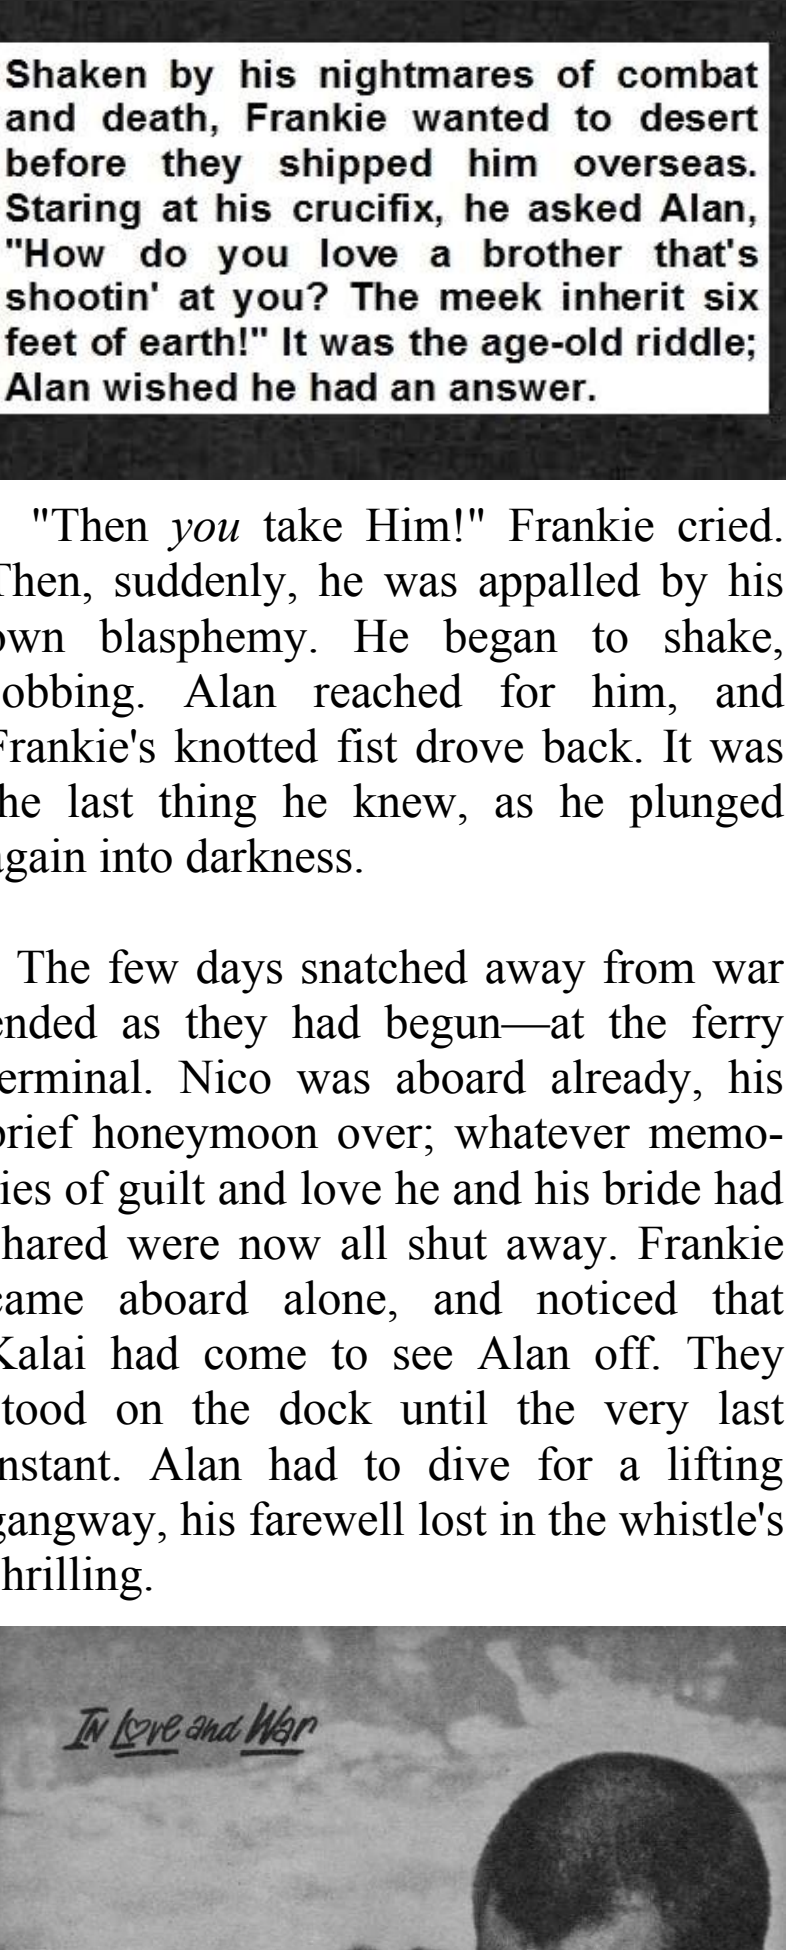 Shaken by his nightmares of combat
and death, Frankie wanted to desert
before they shipped him overseas.
Staring at his crucifix, he asked Alan,
"How do you love a brother that's
shootin' at you? The meek inherit six
feet of earth!" It was the age-old riddle;
Alan wished he had an answer.
"Then you take Him!" Frankie cried.
Then, suddenly, he was appalled by his
own blasphemy. He began to shake,
obbing. Alan reached for him, and
Frankie's knotted fist drove back. It was
he last thing he knew, as he plunged
again into darkness.
The few days snatched away from war
ended as they had begun—at the ferry
erminal. Nico was aboard already, his
brief honeymoon over; whatever memo-
ies of guilt and love he and his bride had
hared were now all shut away. Frankie
came aboard alone, and noticed that
Kalai had come to see Alan off. They
tood on the dock until the very last
nstant. Alan had to dive for a lifting
gangway, his farewell lost in the whistle's
hrilling.
In Love and War